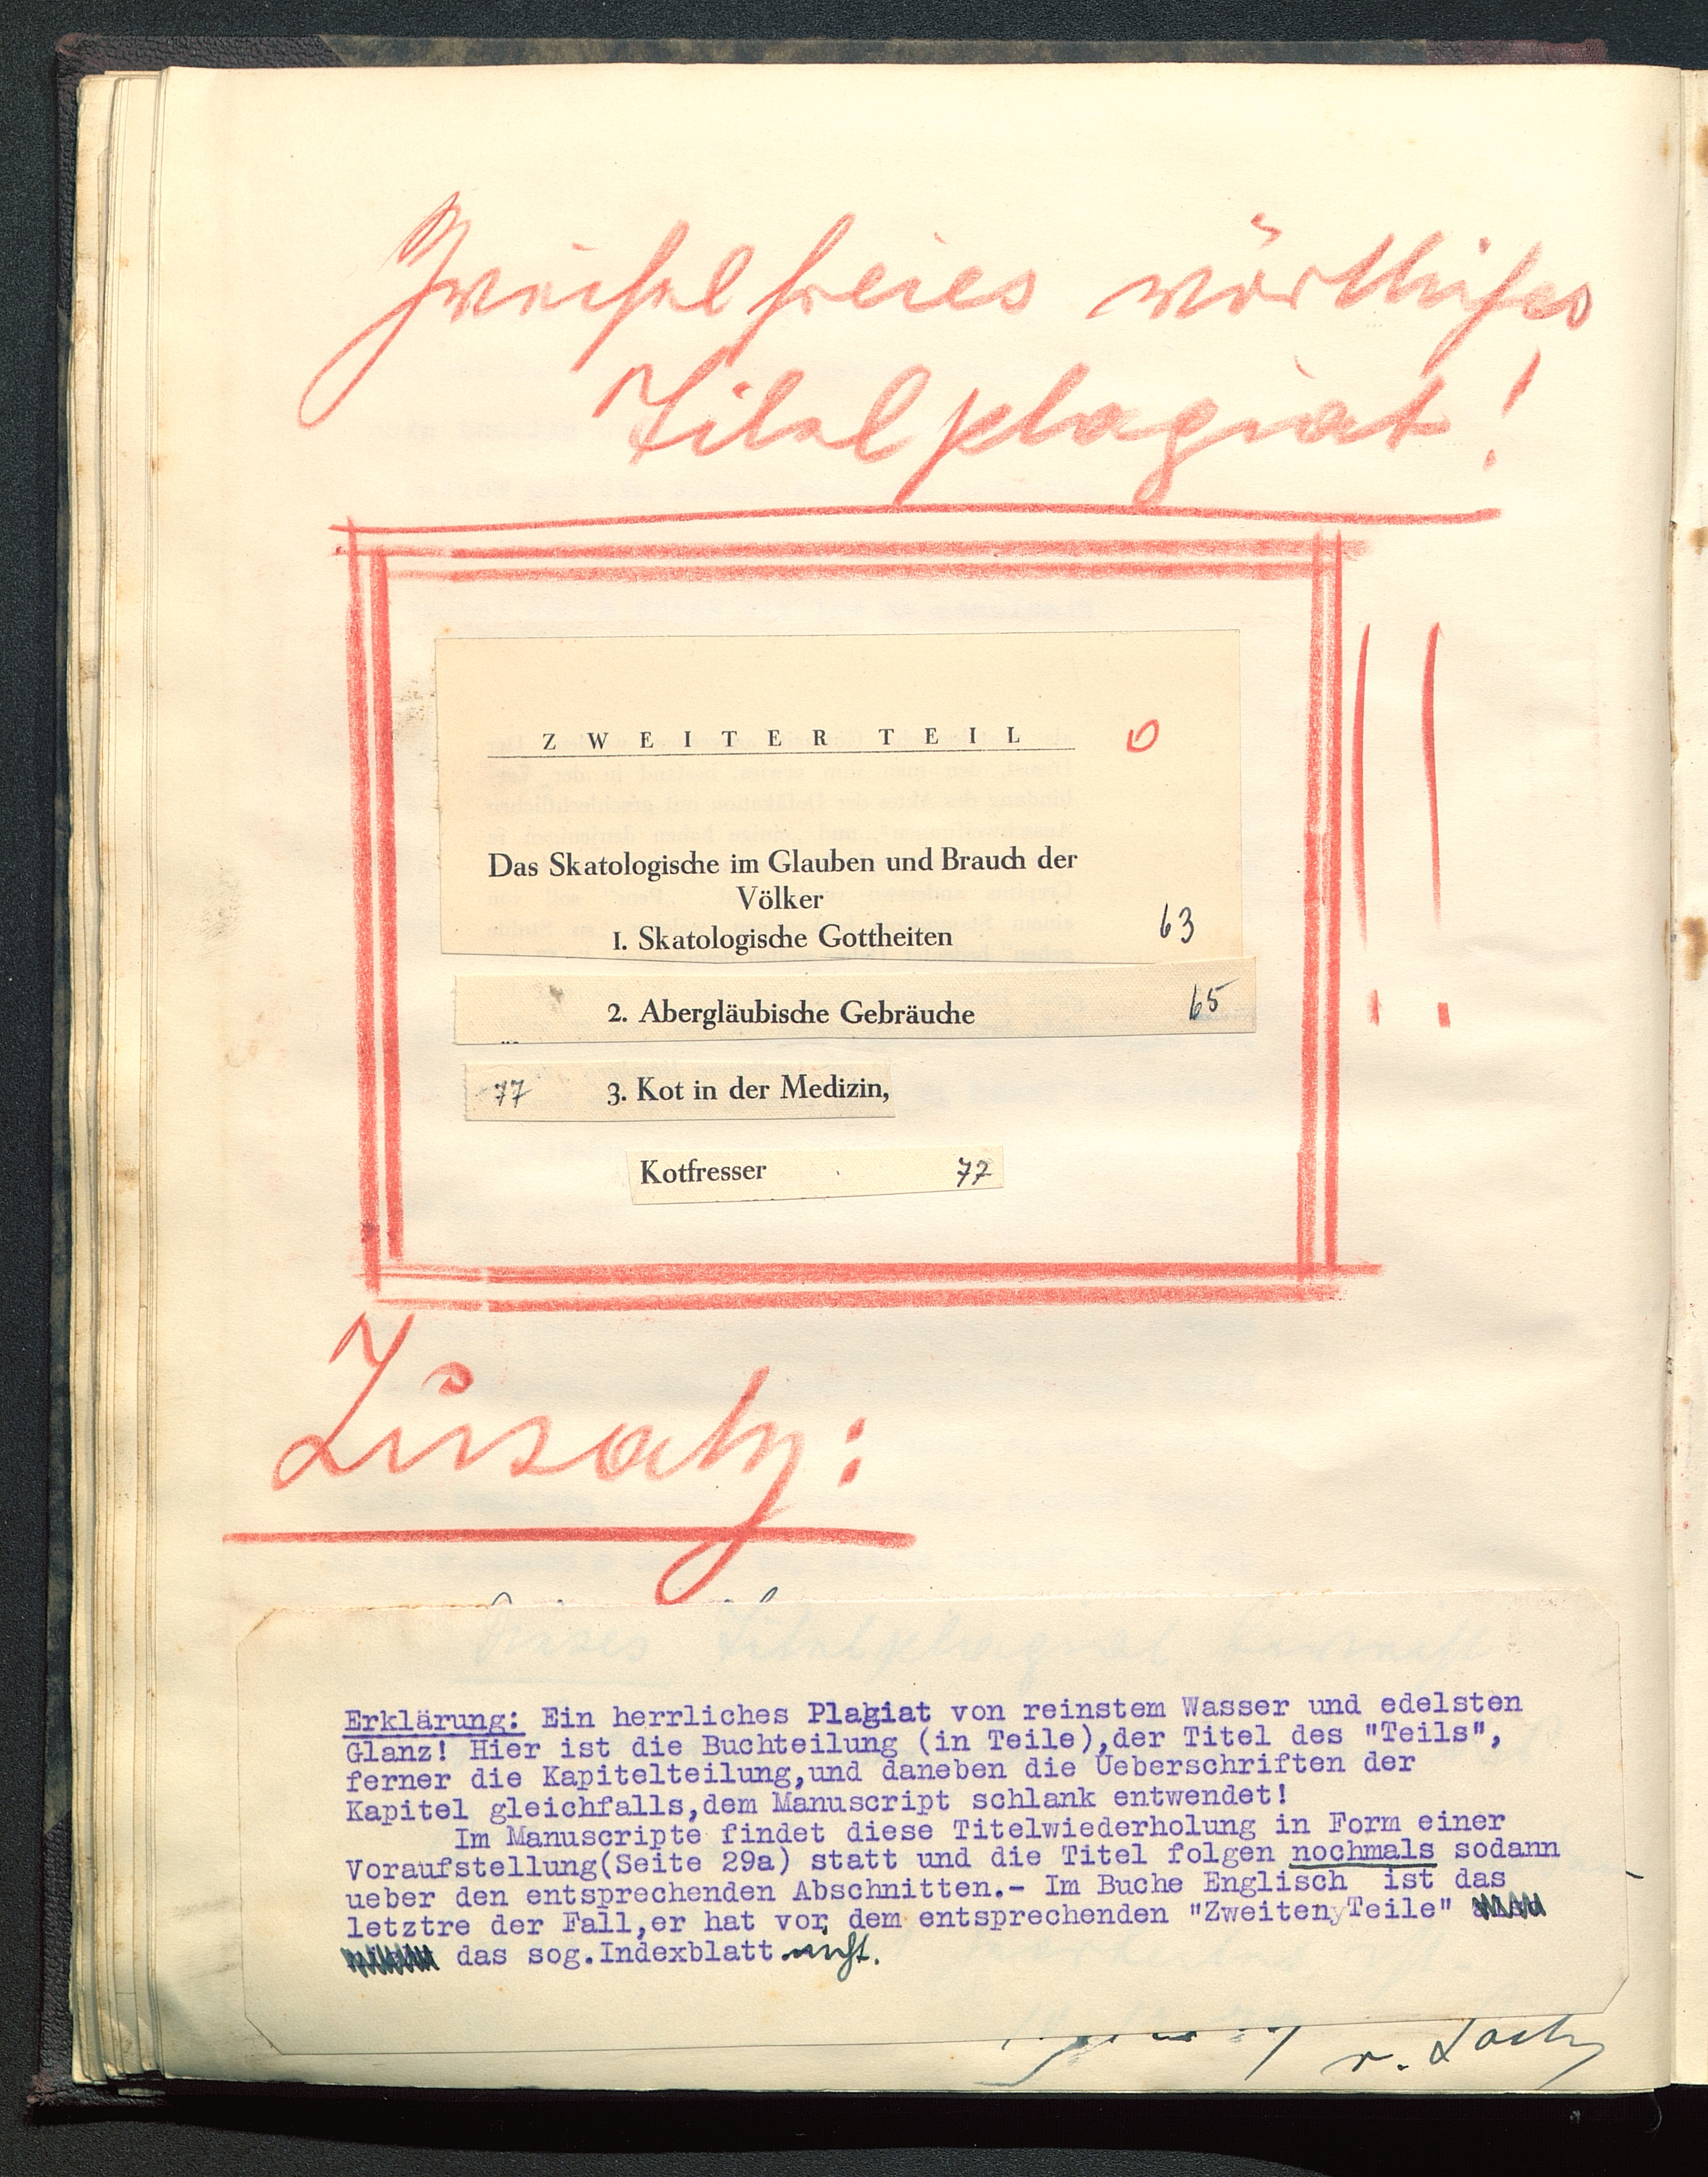 Zweifelfreies wörtliches
Titelplagiat!
ZWEITER TEIL
Das Skatologische im Glauben und Brauch der
Völker
1. Skatologische Gottheiten 63
2. Abergläubische Gebräuche 65
77 3. Kot in der Medizin,
Kotfresser 77
Zusatz:
Dieses Titelplagiat beweist
Erklärung: Ein herrliches Plagiat von reinstem Wasser und edelsten
Glanz! Hier ist die Buchteilung (in Teile),der Titel des "Teils",
ferner die Kapitelteilung,und daneben die Ueberschriften der
Kapitel gleichfalls,dem Manuscript schlank entwendet!
Im Manuscripte findet diese Titelwiederholung in Form einer
Voraufstellung(Seite 29a) statt und die Titel folgen nochmals sodann
ueber den entsprechenden Abschnitten.- Im Buche Englisch ist das
letztre der Fall,er hat vor dem entsprechenden "Zweiten Teile"
das sog.Indexblatt nicht.